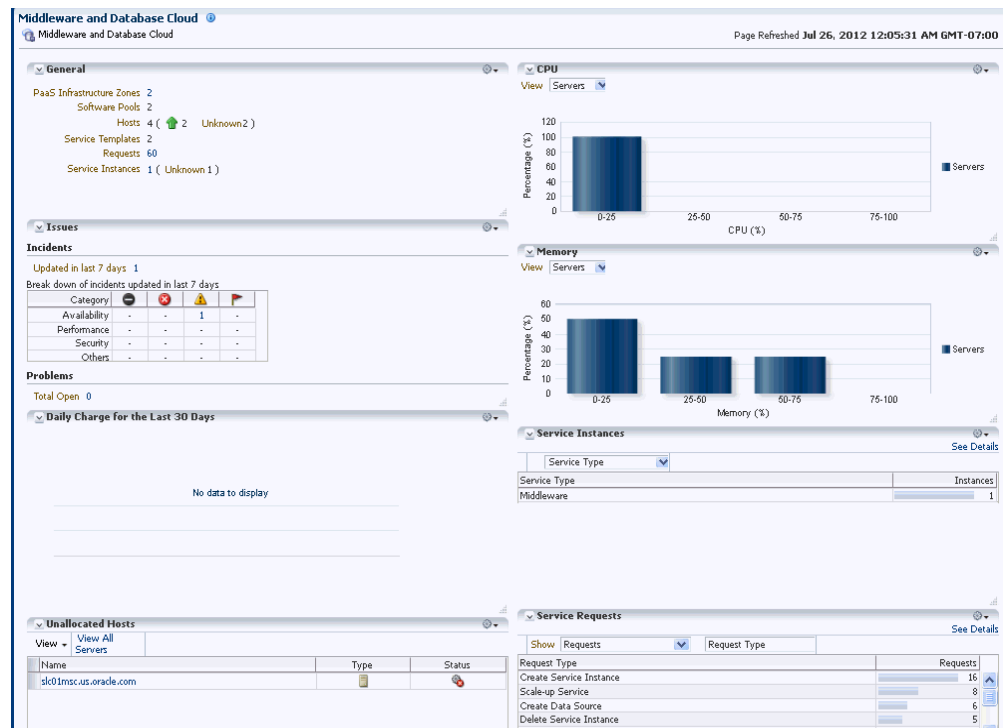 Middleware and Database Cloud
Middleware and Database Cloud
Page Refreshed Jul 26, 2012 12:05:31 AM GMT-07:00
General
PaaS Infrastructure Zones 2
Software Pools 2
Hosts 4 ( 2 Unknown2 )
Service Templates 2
Requests 60
Service Instances 1 ( Unknown 1 )
Issues
Incidents
Updated in last 7 days 1
Break down of incidents updated in last 7 days
Category
Availability - - 1 -
Performance - - - -
Security - - - -
Others - - - -
Problems
Total Open 0
Daily Charge for the Last 30 Days
No data to display
Unallocated Hosts
View View All Servers
Name Type Status
slc01msc.us.oracle.com
CPU
View Servers
120
100
80
60
40
20
0
Percentage (%)
0-25 25-50 50-75 75-100
CPU (%)
Servers
Memory
View Servers
60
50
40
30
20
10
0
Percentage (%)
0-25 25-50 50-75 75-100
Memory (%)
Servers
Service Instances
See Details
Service Type
Service Type Instances
Middleware 1
Service Requests
See Details
Show Requests Request Type
Request Type Requests
Create Service Instance 16
Scale-up Service 8
Create Data Source 6
Delete Service Instance 5